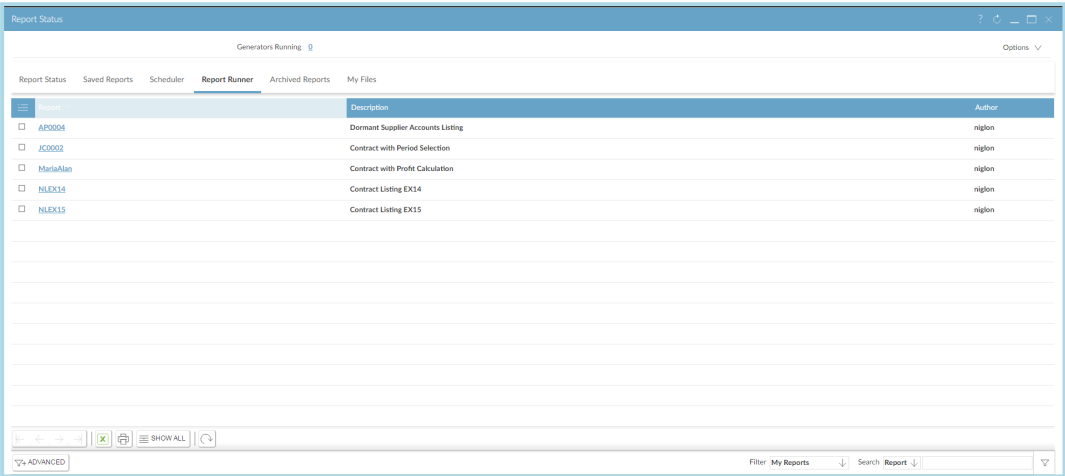 Report Status
?
Generators Running 0
Options
Report Status Saved Reports Scheduler Report Runner Archived Reports My Files
Report Description Author
AP0004 Dormant Supplier Accounts Listing niglon
JC0002 Contract with Period Selection niglon
MariaAlan Contract with Profit Calculation niglon
NLEX14 Contract Listing EX14 niglon
NLEX15 Contract Listing EX15 niglon
X SHOW ALL
ADVANCED Filter My Reports Search Report